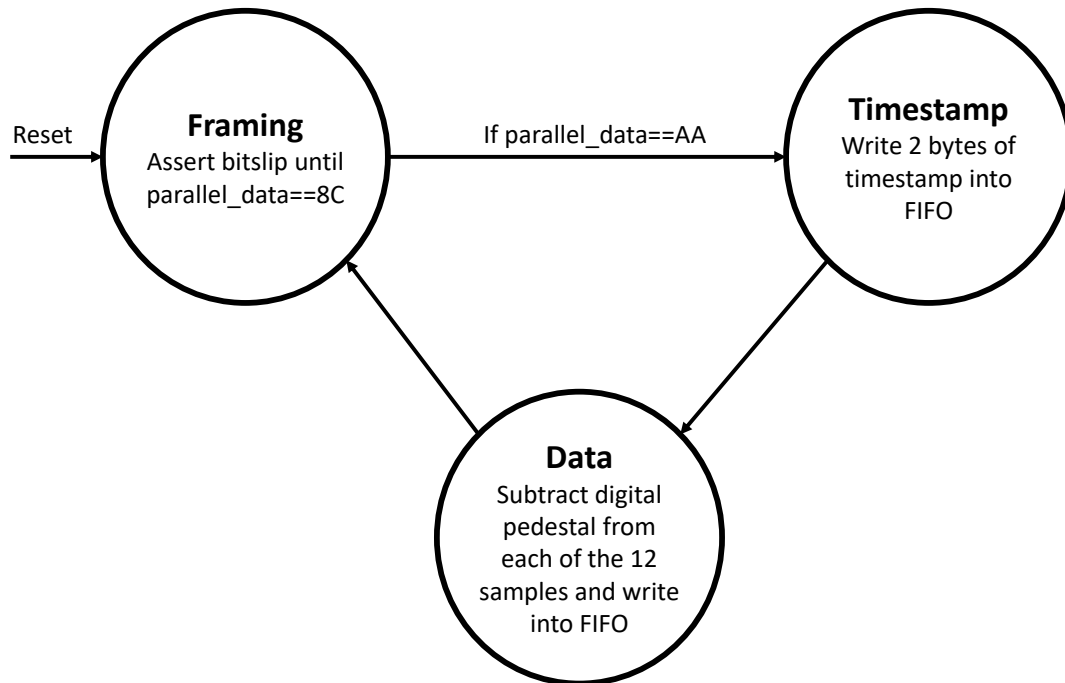 Reset
Framing
Assert bitslip until
parallel_data==8C
If parallel_data==AA
Timestamp
Write 2 bytes of
timestamp into
FIFO
Data
Subtract digital
pedestal from
each of the 12
samples and write
into FIFO